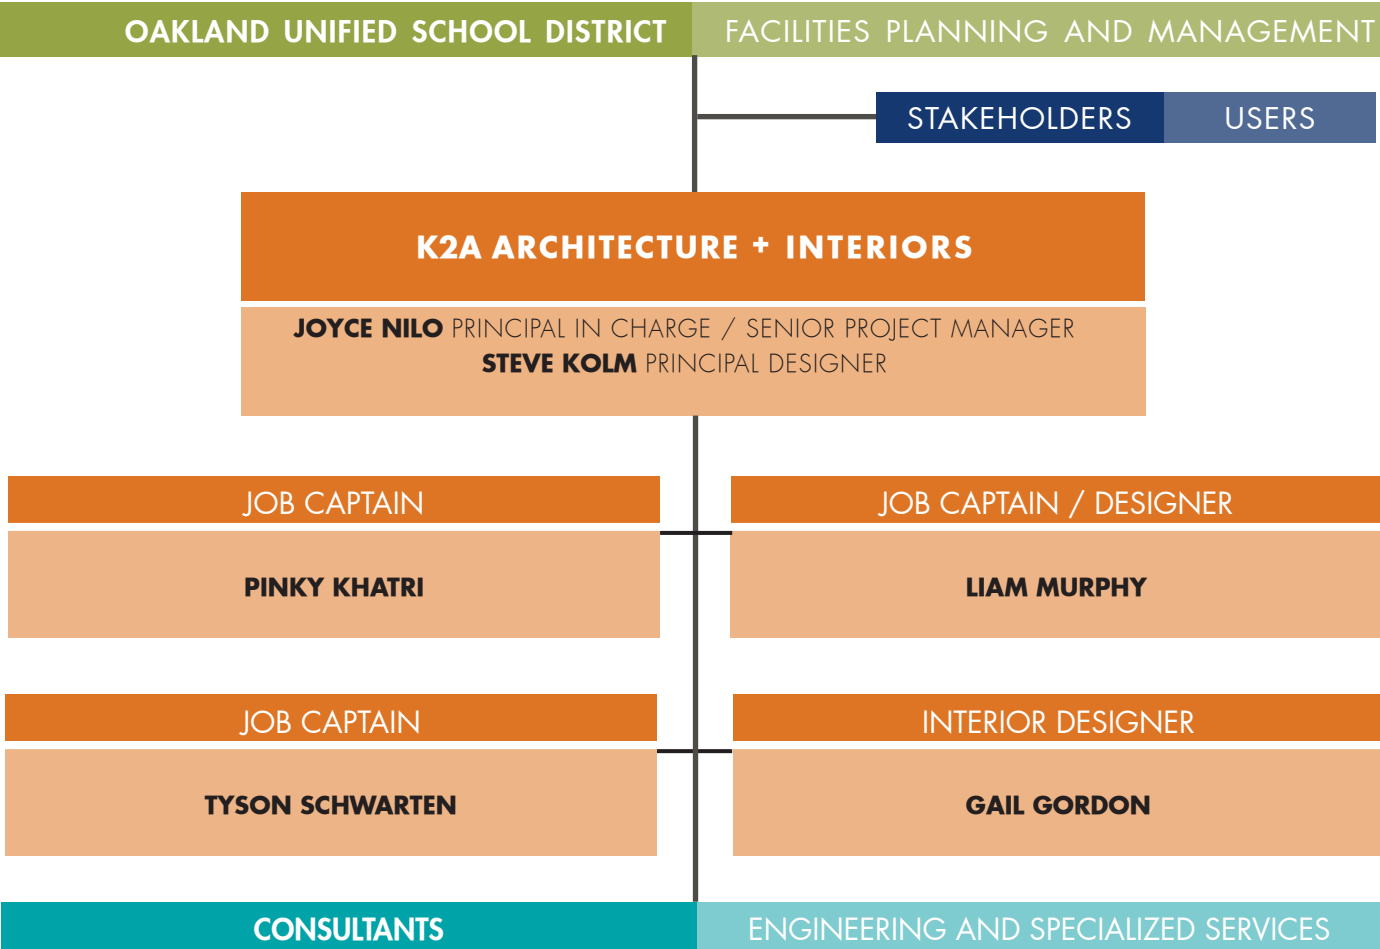 OAKLAND UNIFIED SCHOOL DISTRICT FACILITIES PLANNING AND MANAGEMENT
STAKEHOLDERS USERS
K2A ARCHITECTURE + INTERIORS
JOYCE NILO PRINCIPAL IN CHARGE / SENIOR PROJECT MANAGER
STEVE KOLM PRINCIPAL DESIGNER
JOB CAPTAIN
PINKY KHATRI
JOB CAPTAIN / DESIGNER
LIAM MURPHY
JOB CAPTAIN
TYSON SCHWARTEN
INTERIOR DESIGNER
GAIL GORDON
CONSULTANTS ENGINEERING AND SPECIALIZED SERVICES